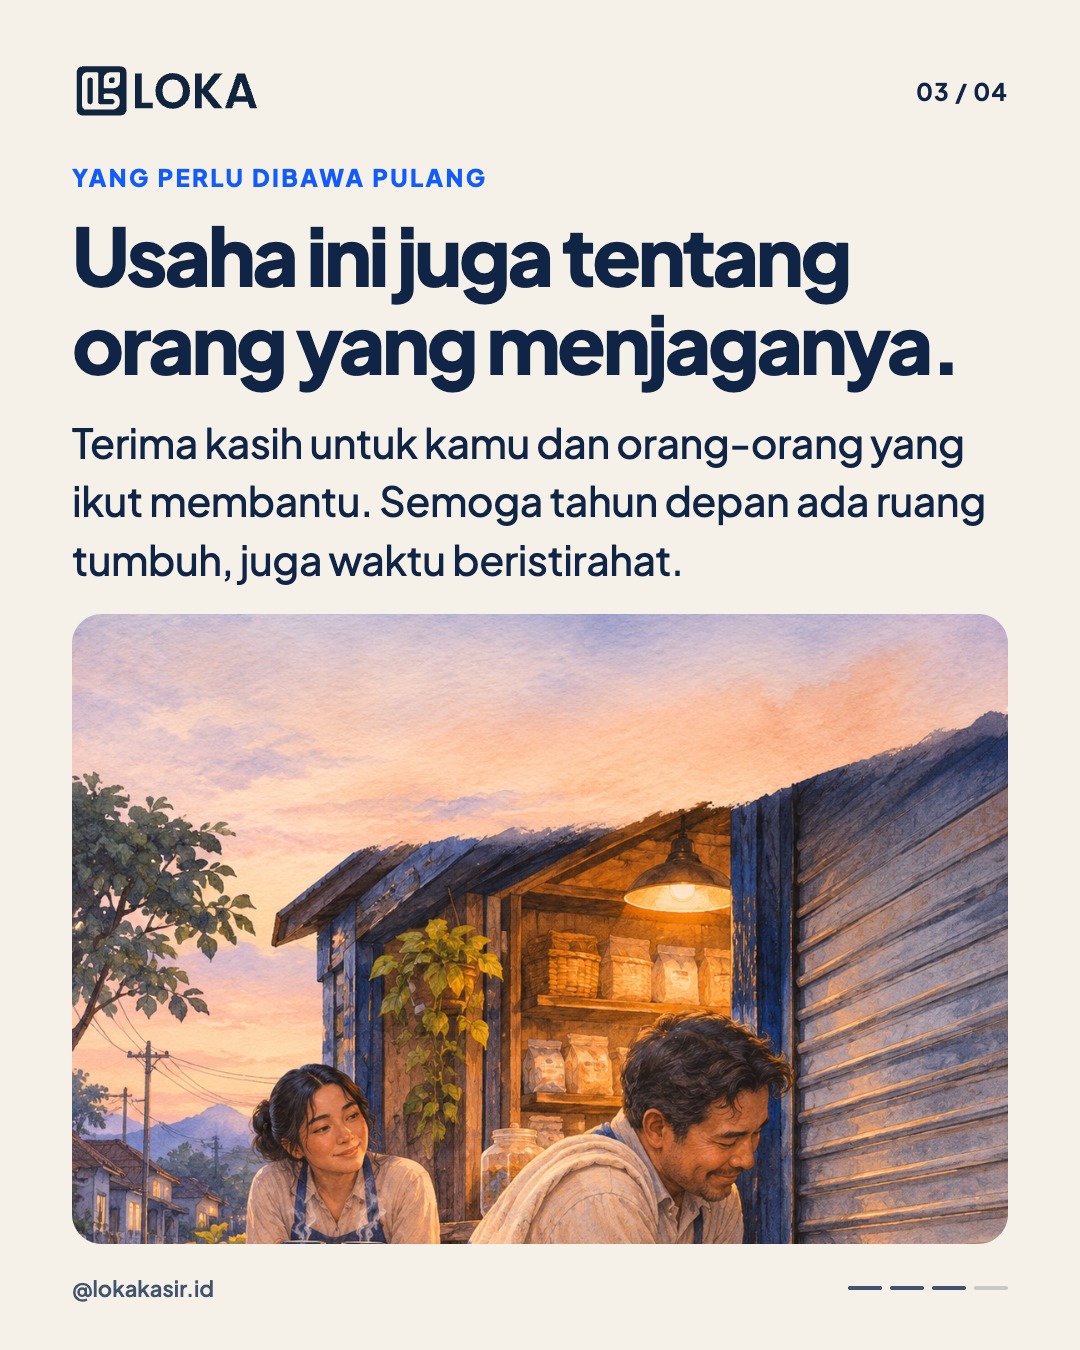 LOKA
03 / 04
YANG PERLU DIBAWA PULANG
Usaha ini juga tentang
orang yang menjaganya.
Terima kasih untuk kamu dan orang-orang yang
ikut membantu. Semoga tahun depan ada ruang
tumbuh, juga waktu beristirahat.
@lokakasir.id